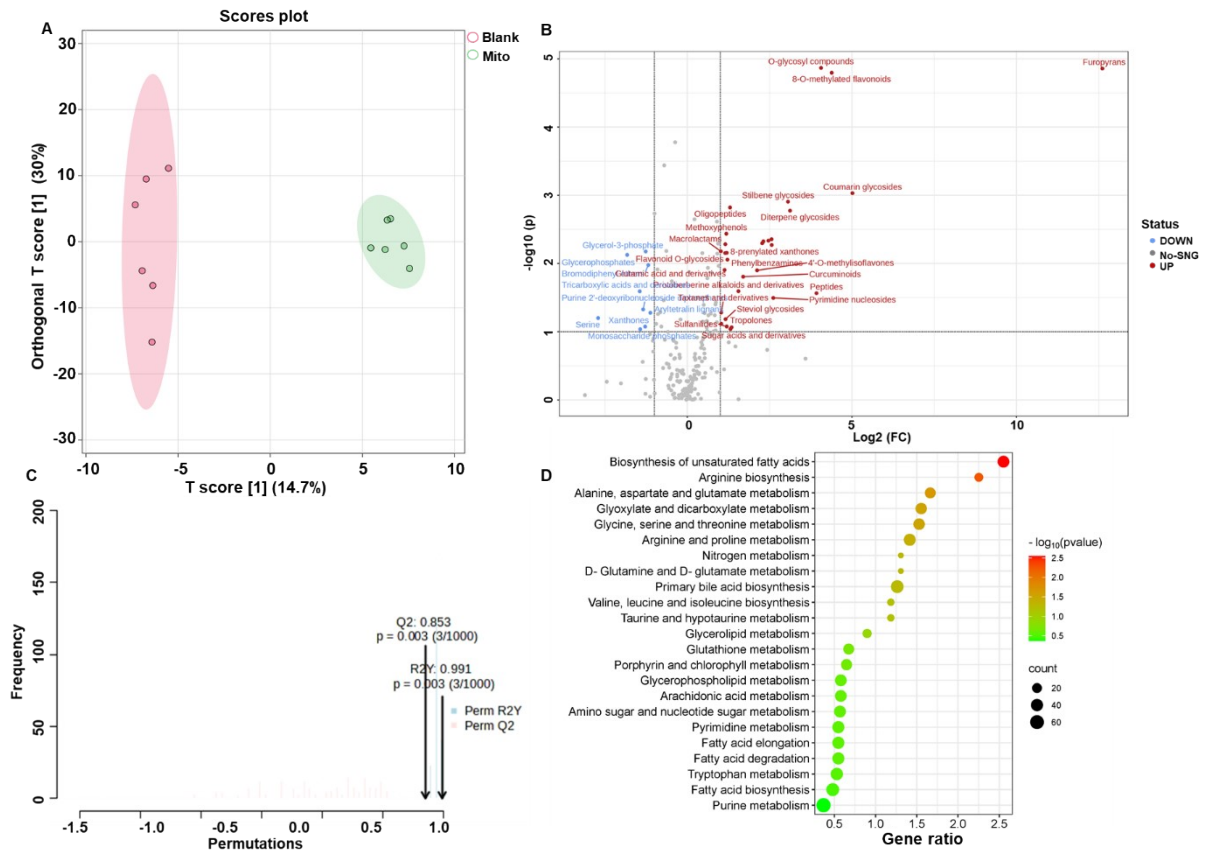 A
Scores plot
Blank
Mito
30
20
10
0
-10
-20
-30
Orthogonal T score [1] (30%)
-10
-5
0
5
10
T score [1] (14.7%)
B
5
4
3
2
1
0
-log10 (p)
O-glycosyl compounds
8-O-methylated flavonoids
Furopyrans
Coumarin glycosides
Stilbene glycosides
Oligopeptides
Diterpene glycosides
Methoxyphenols
Macrolactams
Glycerol-3-phosphate
8-prenylated xanthones
Glycerophosphates
Flavonoid O-glycosides
Phenylbenzamines
4'-O-methylisoflavones
Glutamic acid and derivatives
Curcuminoids
Tricarboxylic acids and derivatives
Protoberberine alkaloids and derivatives
Peptides
Purine 2'-deoxyribonucleoside
and derivatives
Pyrimidine nucleosides
Aryltetralin lignans
Steviol glycosides
Serine
Xanthones
Sulfanilides
Tropolones
Monosaccharide phosphates
Sugar acids and derivatives
0
5
10
Log2 (FC)
Status
DOWN
No-SNG
UP
C
200
150
100
50
0
Frequency
Q2: 0.853
p = 0.003 (3/1000)
R2Y: 0.991
p = 0.003 (3/1000)
Perm R2Y
Perm Q2
-1.5
-1.0
0.0
0.5
1.0
Permutations
D
Biosynthesis of unsaturated fatty acids
Arginine biosynthesis
Alanine, aspartate and glutamate metabolism
Glyoxylate and dicarboxylate metabolism
Glycine, serine and threonine metabolism
Arginine and proline metabolism
Nitrogen metabolism
D- Glutamine and D- glutamate metabolism
Primary bile acid biosynthesis
Valine, leucine and isoleucine biosynthesis
Taurine and hypotaurine metabolism
Glycerolipid metabolism
Glutathione metabolism
Porphyrin and chlorophyll metabolism
Glycerophospholipid metabolism
Arachidonic acid metabolism
Amino sugar and nucleotide sugar metabolism
Pyrimidine metabolism
Fatty acid elongation
Fatty acid degradation
Tryptophan metabolism
Fatty acid biosynthesis
Purine metabolism
0.5
1.0
1.5
2.0
2.5
Gene ratio
- log10(pvalue)
2.5
2.0
1.5
1.0
0.5
count
20
40
60